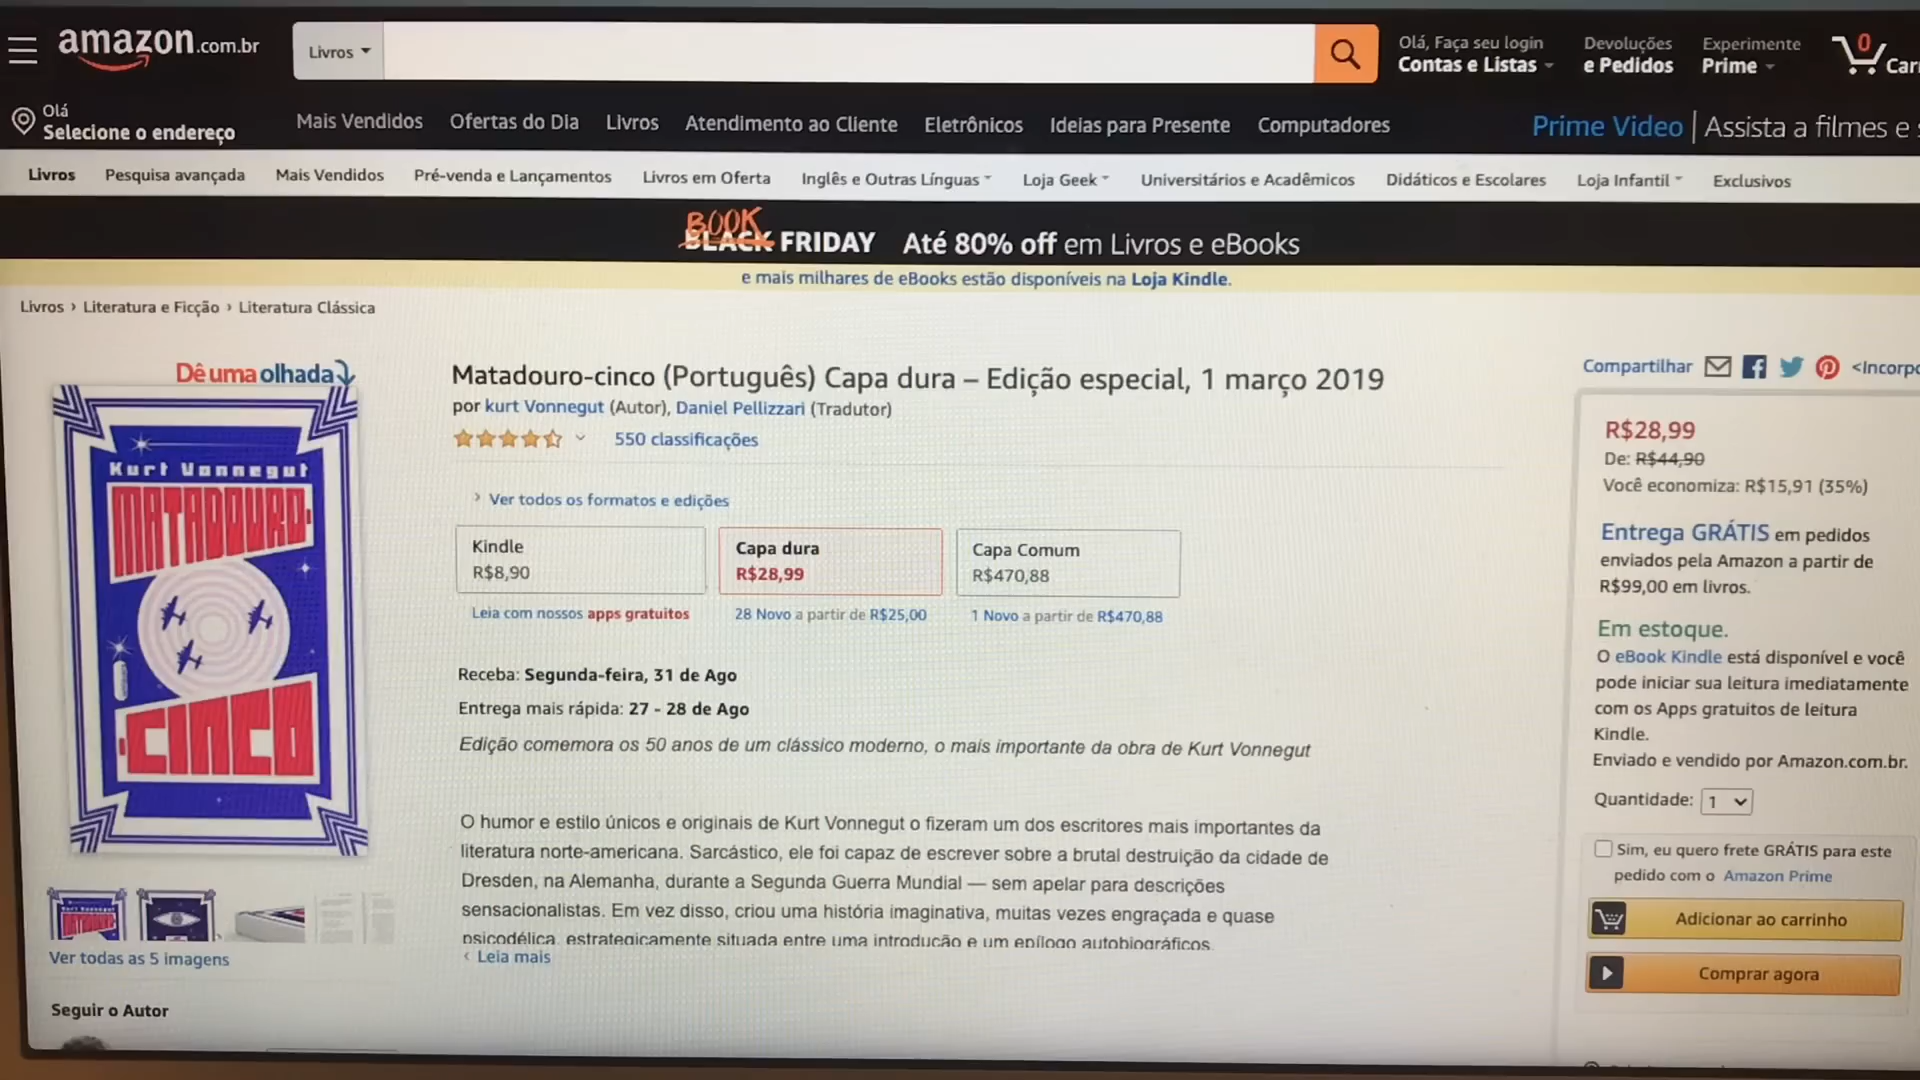 amazon.com.br
Livros
Olá, Faça seu login
Contas e Listas
Devoluções
e Pedidos
Experimente
Prime
0
Olá
Selecione o endereço
Mais Vendidos
Ofertas do Dia
Livros
Atendimento ao Cliente
Eletrônicos
Ideias para Presente
Computadores
Prime Video | Assista a filmes e
Livros
Pesquisa avançada
Mais Vendidos
Pré-venda e Lançamentos
Livros em Oferta
Inglês e Outras Línguas
Loja Geek
Universitários e Acadêmicos
Didáticos e Escolares
Loja Infantil
Exclusivos
BOOK
BLACK FRIDAY Até 80% off em Livros e eBooks
e mais milhares de eBooks estão disponíveis na Loja Kindle.
Livros › Literatura e Ficção › Literatura Clássica
Dê uma olhada
Kurt Vonnegut
MATADOURO-
CINCO
Ver todas as 5 imagens
Seguir o Autor
Matadouro-cinco (Português) Capa dura – Edição especial, 1 março 2019
por kurt Vonnegut (Autor), Daniel Pellizzari (Tradutor)
550 classificações
› Ver todos os formatos e edições
Kindle
R$8,90
Leia com nossos apps gratuitos
Capa dura
R$28,99
28 Novo a partir de R$25,00
Capa Comum
R$470,88
1 Novo a partir de R$470,88
Receba: Segunda-feira, 31 de Ago
Entrega mais rápida: 27 - 28 de Ago
Edição comemora os 50 anos de um clássico moderno, o mais importante da obra de Kurt Vonnegut
O humor e estilo únicos e originais de Kurt Vonnegut o fizeram um dos escritores mais importantes da
literatura norte-americana. Sarcástico, ele foi capaz de escrever sobre a brutal destruição da cidade de
Dresden, na Alemanha, durante a Segunda Guerra Mundial — sem apelar para descrições
sensacionalistas. Em vez disso, criou uma história imaginativa, muitas vezes engraçada e quase
psicodélica, estrategicamente situada entre uma introdução e um epílogo autobiográficos.
Leia mais
Compartilhar
R$28,99
De: R$44,90
Você economiza: R$15,91 (35%)
Entrega GRÁTIS em pedidos
enviados pela Amazon a partir de
R$99,00 em livros.
Em estoque.
O eBook Kindle está disponível e você
pode iniciar sua leitura imediatamente
com os Apps gratuitos de leitura
Kindle.
Enviado e vendido por Amazon.com.br.
Quantidade: 1
Sim, eu quero frete GRÁTIS para este
pedido com o Amazon Prime
Adicionar ao carrinho
Comprar agora